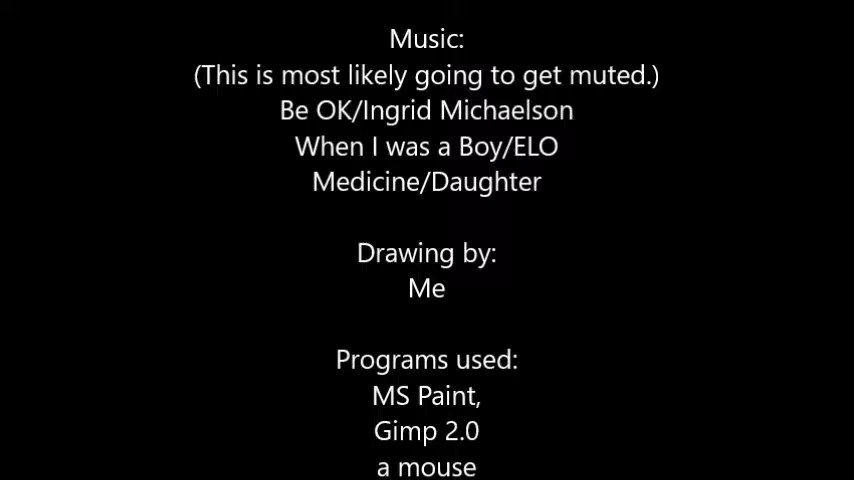 Music:
(This is most likely going to get muted.)
Be OK/Ingrid Michaelson
When I was a Boy/ELO
Medicine/Daughter
Drawing by:
Me
Programs used:
MS Paint,
Gimp 2.0
a mouse